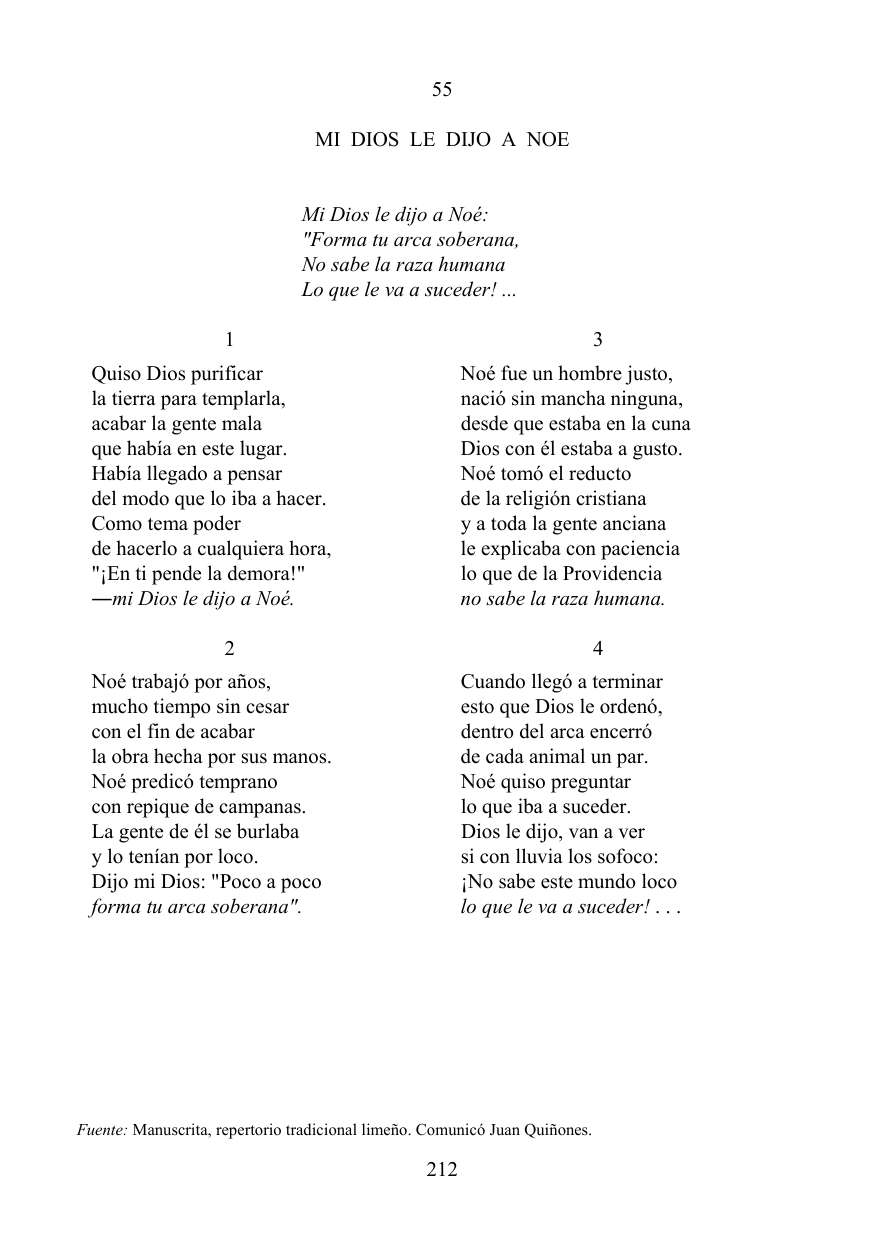 55
MI DIOS LE DIJO A NOE
Mi Dios le dijo a Noé:
"Forma tu arca soberana,
No sabe la raza humana
Lo que le va a suceder! ...
1
Quiso Dios purificar
la tierra para templarla,
acabar la gente mala
que había en este lugar.
Había llegado a pensar
del modo que lo iba a hacer.
Como tema poder
de hacerlo a cualquiera hora,
"¡En ti pende la demora!"
—mi Dios le dijo a Noé.
2
Noé trabajó por años,
mucho tiempo sin cesar
con el fin de acabar
la obra hecha por sus manos.
Noé predicó temprano
con repique de campanas.
La gente de él se burlaba
y lo tenían por loco.
Dijo mi Dios: "Poco a poco
forma tu arca soberana".
3
Noé fue un hombre justo,
nació sin mancha ninguna,
desde que estaba en la cuna
Dios con él estaba a gusto.
Noé tomó el reducto
de la religión cristiana
y a toda la gente anciana
le explicaba con paciencia
lo que de la Providencia
no sabe la raza humana.
4
Cuando llegó a terminar
esto que Dios le ordenó,
dentro del arca encerró
de cada animal un par.
Noé quiso preguntar
lo que iba a suceder.
Dios le dijo, van a ver
si con lluvia los sofoco:
¡No sabe este mundo loco
lo que le va a suceder! . . .
Fuente: Manuscrita, repertorio tradicional limeño. Comunicó Juan Quiñones.
212